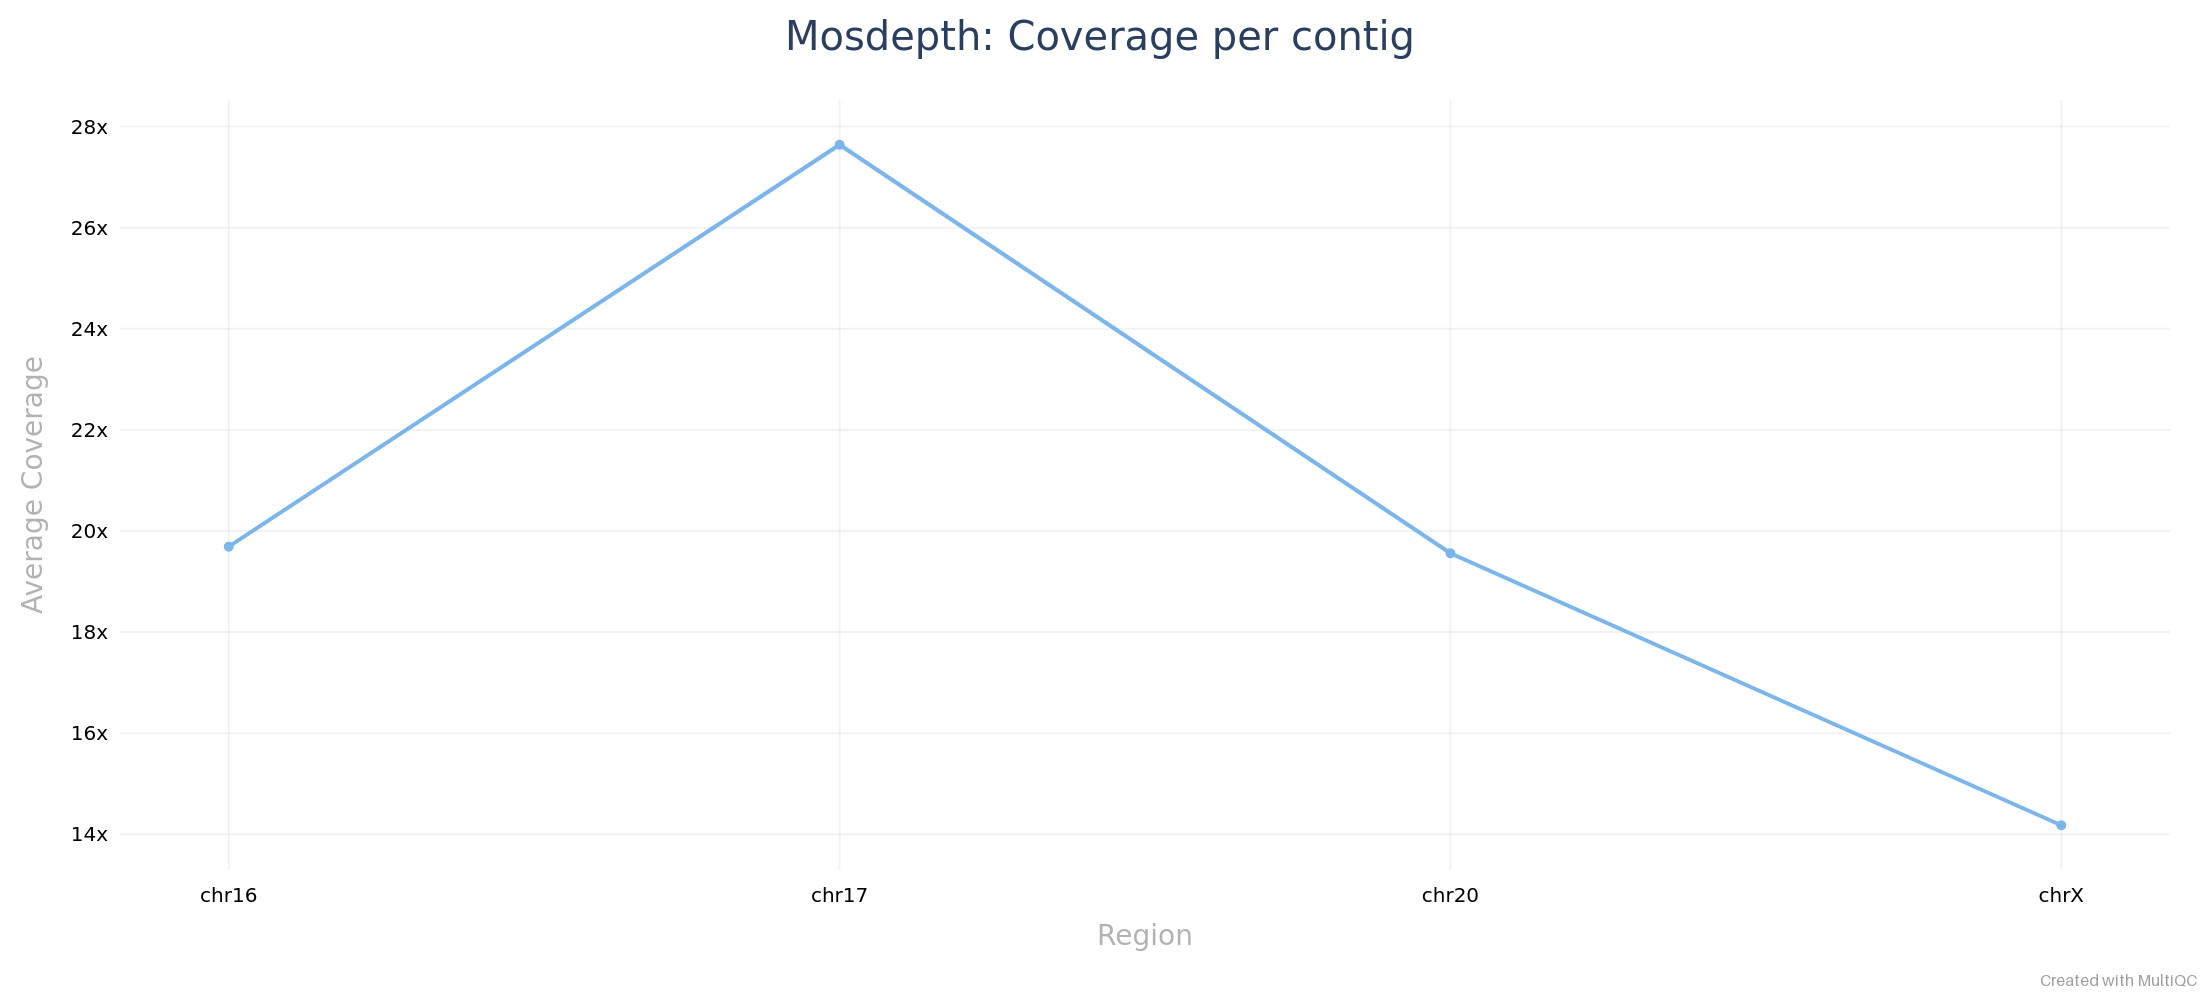 Mosdepth: Coverage per contig
28x
26x
24x
22x
20x
18x
16x
14x
Average Coverage
chr16 chr17 chr20 chrX
Region
Created with MultiQC